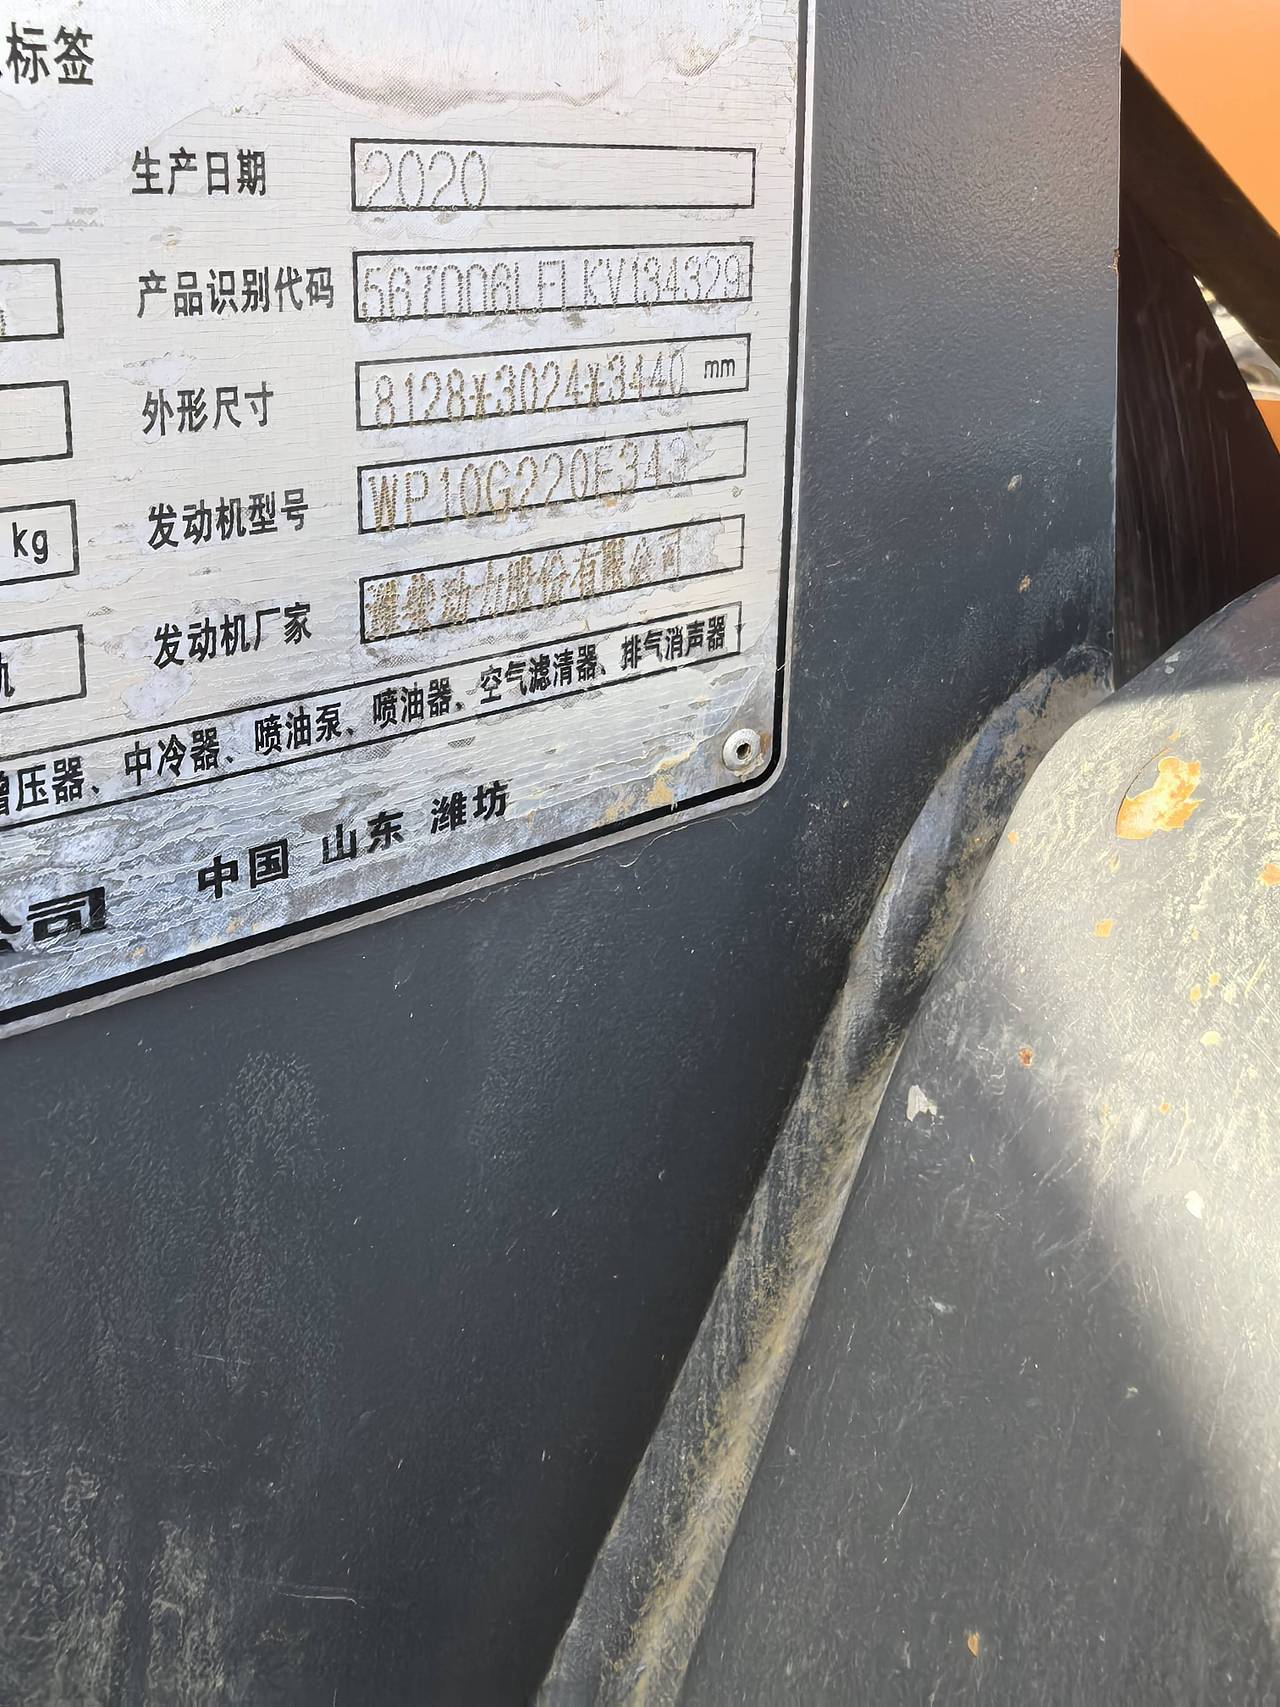 标签
生产日期 2020
产品识别代码
外形尺寸 8128*3024*3440 mm
发动机型号 WP10G220E343
kg
发动机厂家 潍柴动力股份有限公司
机
增压器、中冷器、喷油泵、喷油器、空气滤清器、排气消声器
公司 中国 山东 潍坊